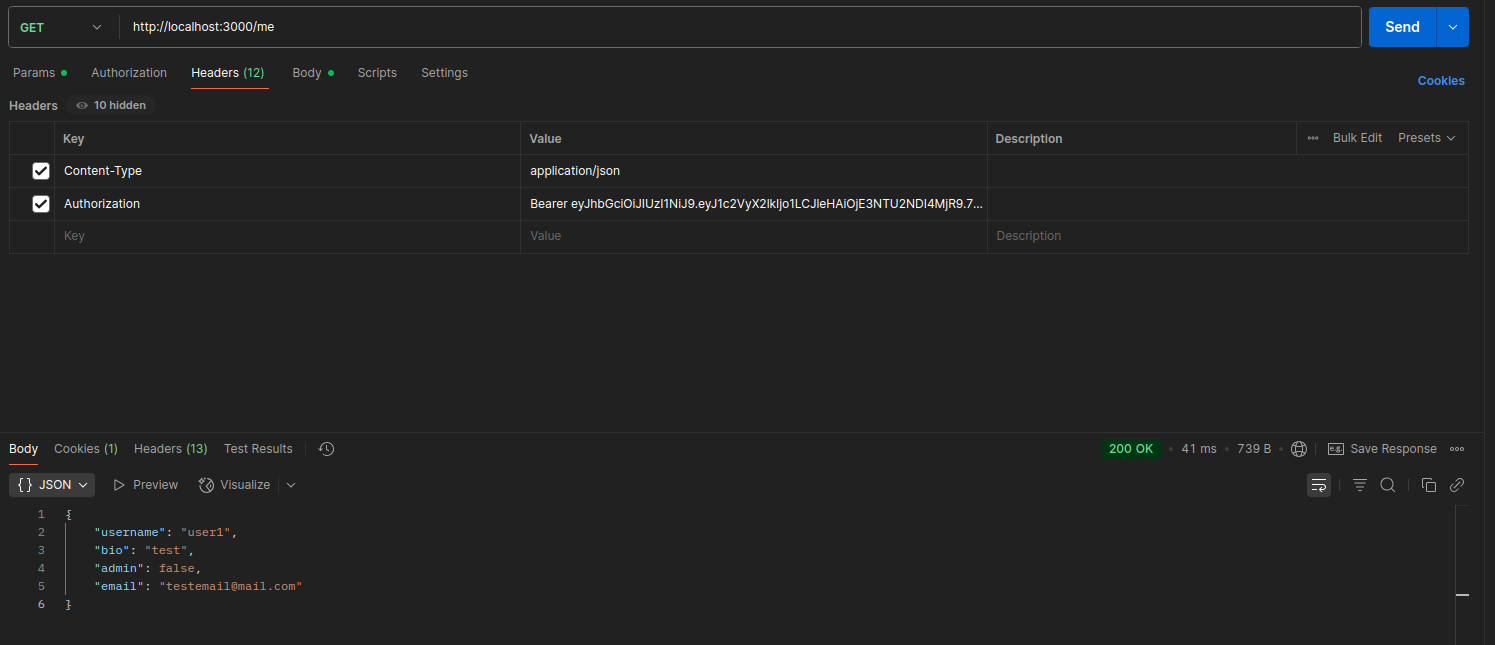 GET http://localhost:3000/me Send
Params Authorization Headers (12) Body Scripts Settings Cookies
Headers 10 hidden
Key Value Description Bulk Edit Presets
Content-Type application/json
Authorization Bearer eyJhbGciOiJIUzI1NiJ9.eyJ1c2VyX2lkIjo1LCJleHAiOjE3NTU2NDI4MjR9.7...
Key Value Description
Body Cookies (1) Headers (13) Test Results 200 OK • 41 ms • 739 B • e.g. Save Response
{} JSON Preview Visualize
1 {
2 "username": "user1",
3 "bio": "test",
4 "admin": false,
5 "email": "testemail@mail.com"
6 }